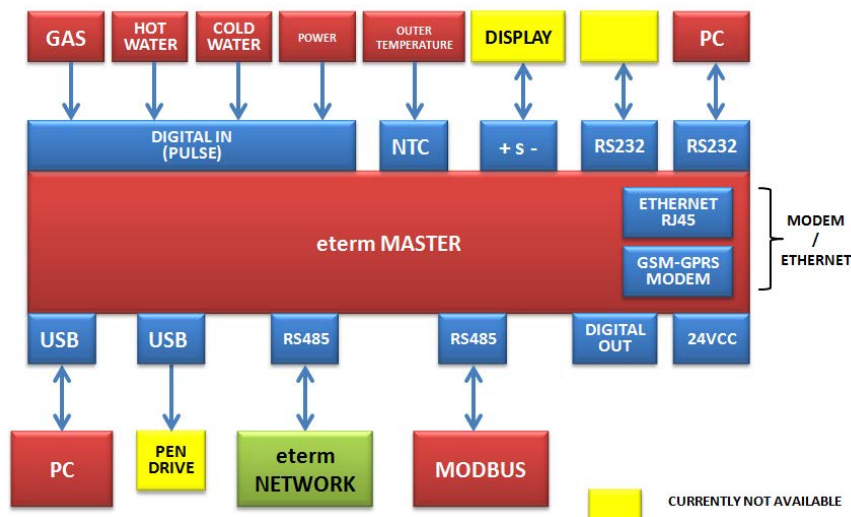 GAS
HOT
WATER
COLD
WATER
POWER
OUTER
TEMPERATURE
DISPLAY
PC
DIGITAL IN
(PULSE)
NTC
+ s -
RS232
RS232
eterm MASTER
ETHERNET
RJ45
GSM-GPRS
MODEM
MODEM
/
ETHERNET
USB
USB
RS485
RS485
DIGITAL
OUT
24VCC
PC
PEN
DRIVE
eterm
NETWORK
MODBUS
CURRENTLY NOT AVAILABLE